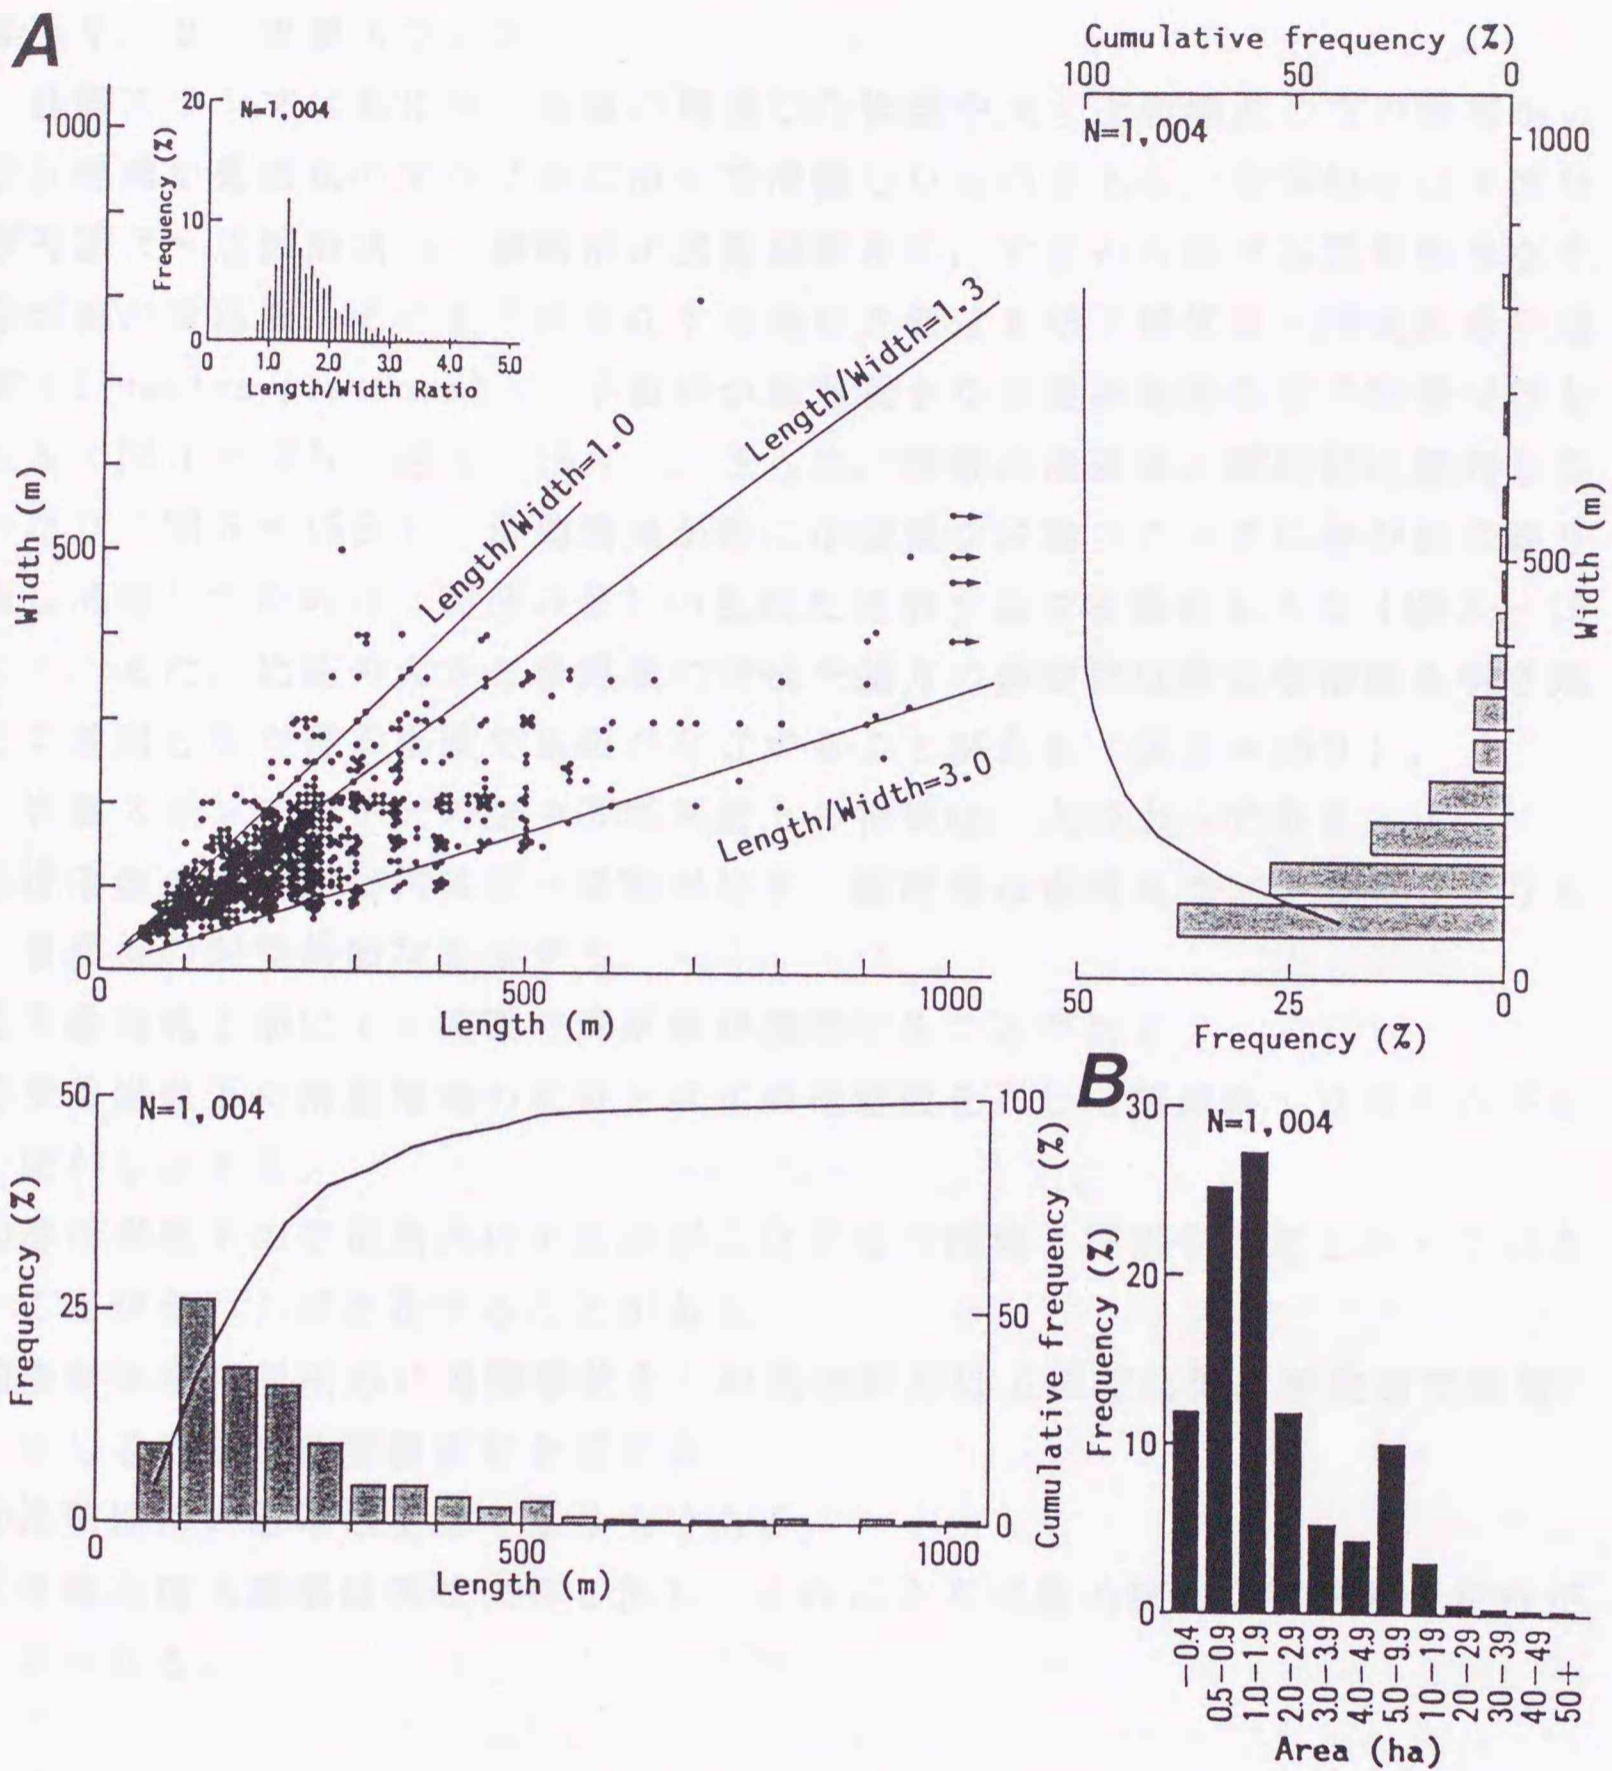 A
20
10
0
Frequency (%)
N=1,004
0
1.0
2.0
3.0
4.0
5.0
Length/Width Ratio
1000
500
0
Width (m)
Length/Width=1.0
Length/Width=1.3
Length/Width=3.0
0
500
1000
Length (m)
Cumulative frequency (%)
100
50
0
N=1,004
1000
500
0
Width (m)
50
25
0
Frequency (%)
50
25
0
Frequency (%)
N=1,004
100
50
0
Cumulative frequency (%)
0
500
1000
Length (m)
B
30
20
10
0
Frequency (%)
N=1,004
-0.4
0.5-0.9
1.0-1.9
2.0-2.9
3.0-3.9
4.0-4.9
5.0-9.9
10-19
20-29
30-39
40-49
50+
Area (ha)